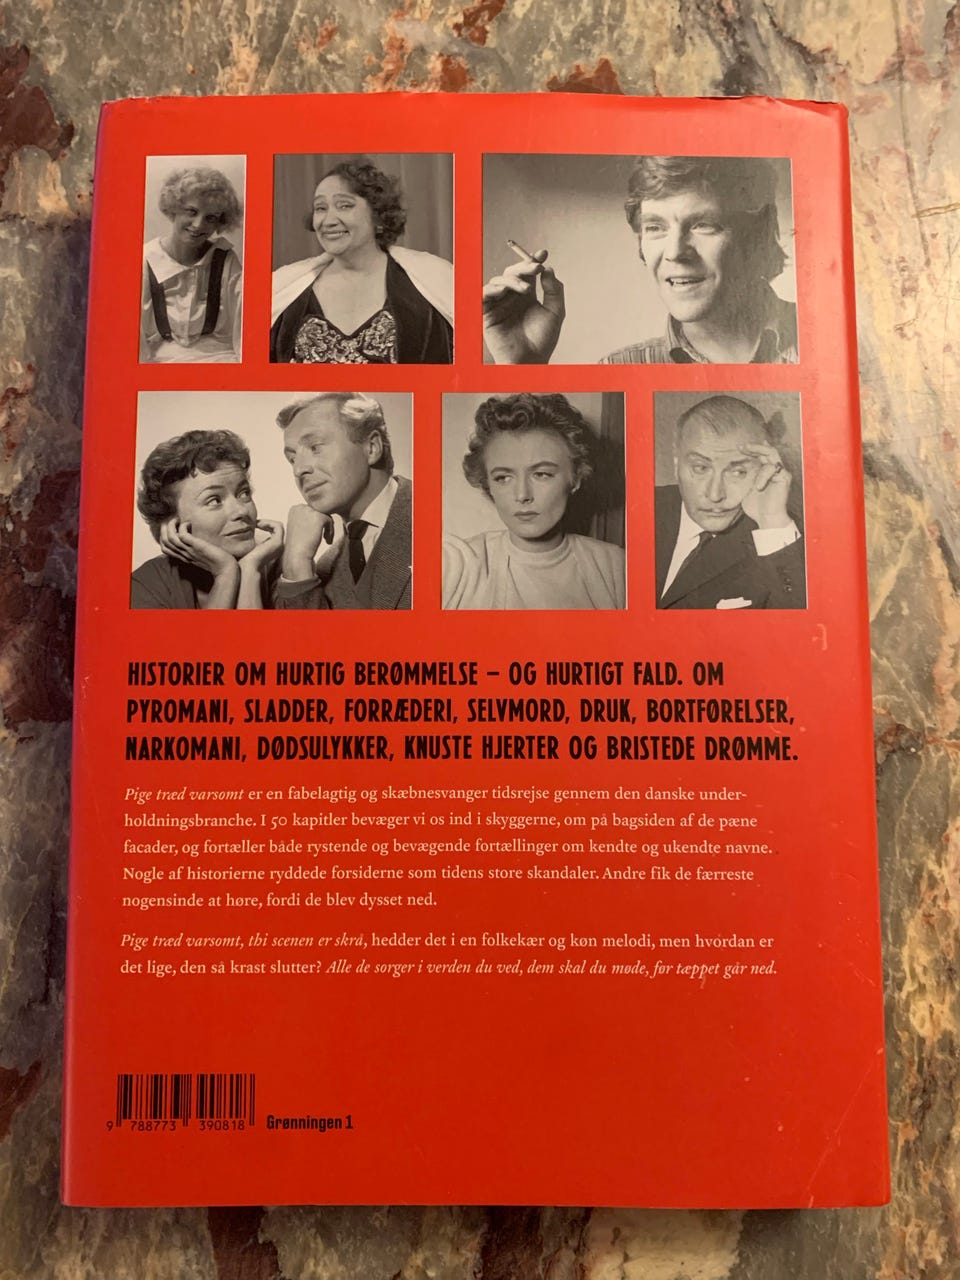 HISTORIER OM HURTIG BERØMMELSE – OG HURTIGT FALD. OM
PYROMANI, SLADDER, FORRÆDERI, SELVMORD, DRUK, BORTFØRELSER,
NARKOMANI, DØDSULYKKER, KNUSTE HJERTER OG BRISTEDE DRØMME.
Pige træd varsomt er en fabelagtig og skæbnesvanger tidsrejse gennem den danske under-
holdningsbranche. I 50 kapitler bevæger vi os ind i skyggerne, om på bagsiden af de pæne
facader, og fortæller både rystende og bevægende fortællinger om kendte og ukendte navne.
Nogle af historierne ryddede forsiderne som tidens store skandaler. Andre fik de færreste
nogensinde at høre, fordi de blev dysset ned.
Pige træd varsomt, thi scenen er skrå, hedder det i en folkekær og køn melodi, men hvordan er
det lige, den så krast slutter? Alle de sorger i verden du ved, dem skal du møde, før tæppet går ned.
9 788773 390818
Grønningen 1